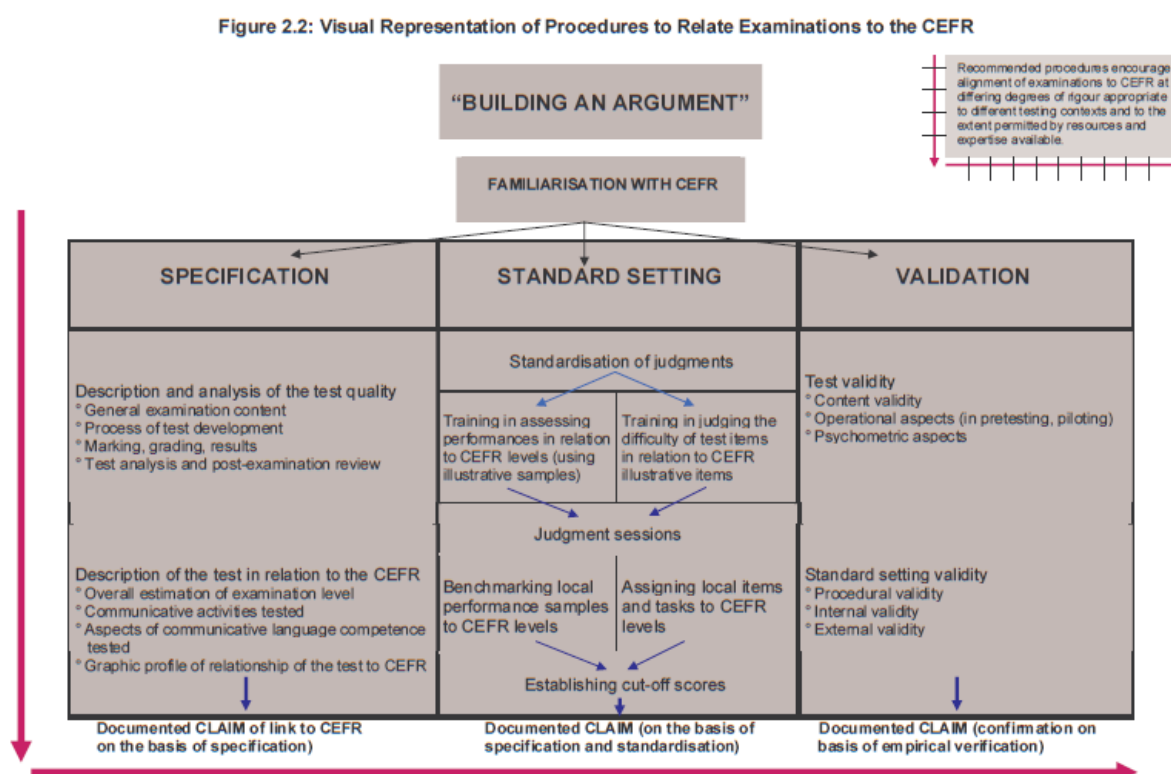 Figure 2.2: Visual Representation of Procedures to Relate Examinations to the CEFR
“BUILDING AN ARGUMENT”
Recommended procedures encourage
alignment of examinations to CEFR at
differing degrees of rigour appropriate
to different testing contexts and to the
extent permitted by resources and
expertise available.
FAMILIARISATION WITH CEFR
SPECIFICATION
STANDARD SETTING
VALIDATION
Description and analysis of the test quality
° General examination content
° Process of test development
° Marking, grading, results
° Test analysis and post-examination review
Description of the test in relation to the CEFR
° Overall estimation of examination level
° Communicative activities tested
° Aspects of communicative language competence
tested
° Graphic profile of relationship of the test to CEFR
Documented CLAIM of link to CEFR
on the basis of specification)
Standardisation of judgments
Training in assessing
performances in relation
to CEFR levels (using
illustrative samples)
Training in judging the
difficulty of test items
in relation to CEFR
illustrative items
Judgment sessions
Benchmarking local
performance samples
to CEFR levels
Assigning local items
and tasks to CEFR
levels
Establishing cut-off scores
Documented CLAIM (on the basis of
specification and standardisation)
Test validity
° Content validity
° Operational aspects (in pretesting, piloting)
° Psychometric aspects
Standard setting validity
° Procedural validity
° Internal validity
° External validity
Documented CLAIM (confirmation on
basis of empirical verification)